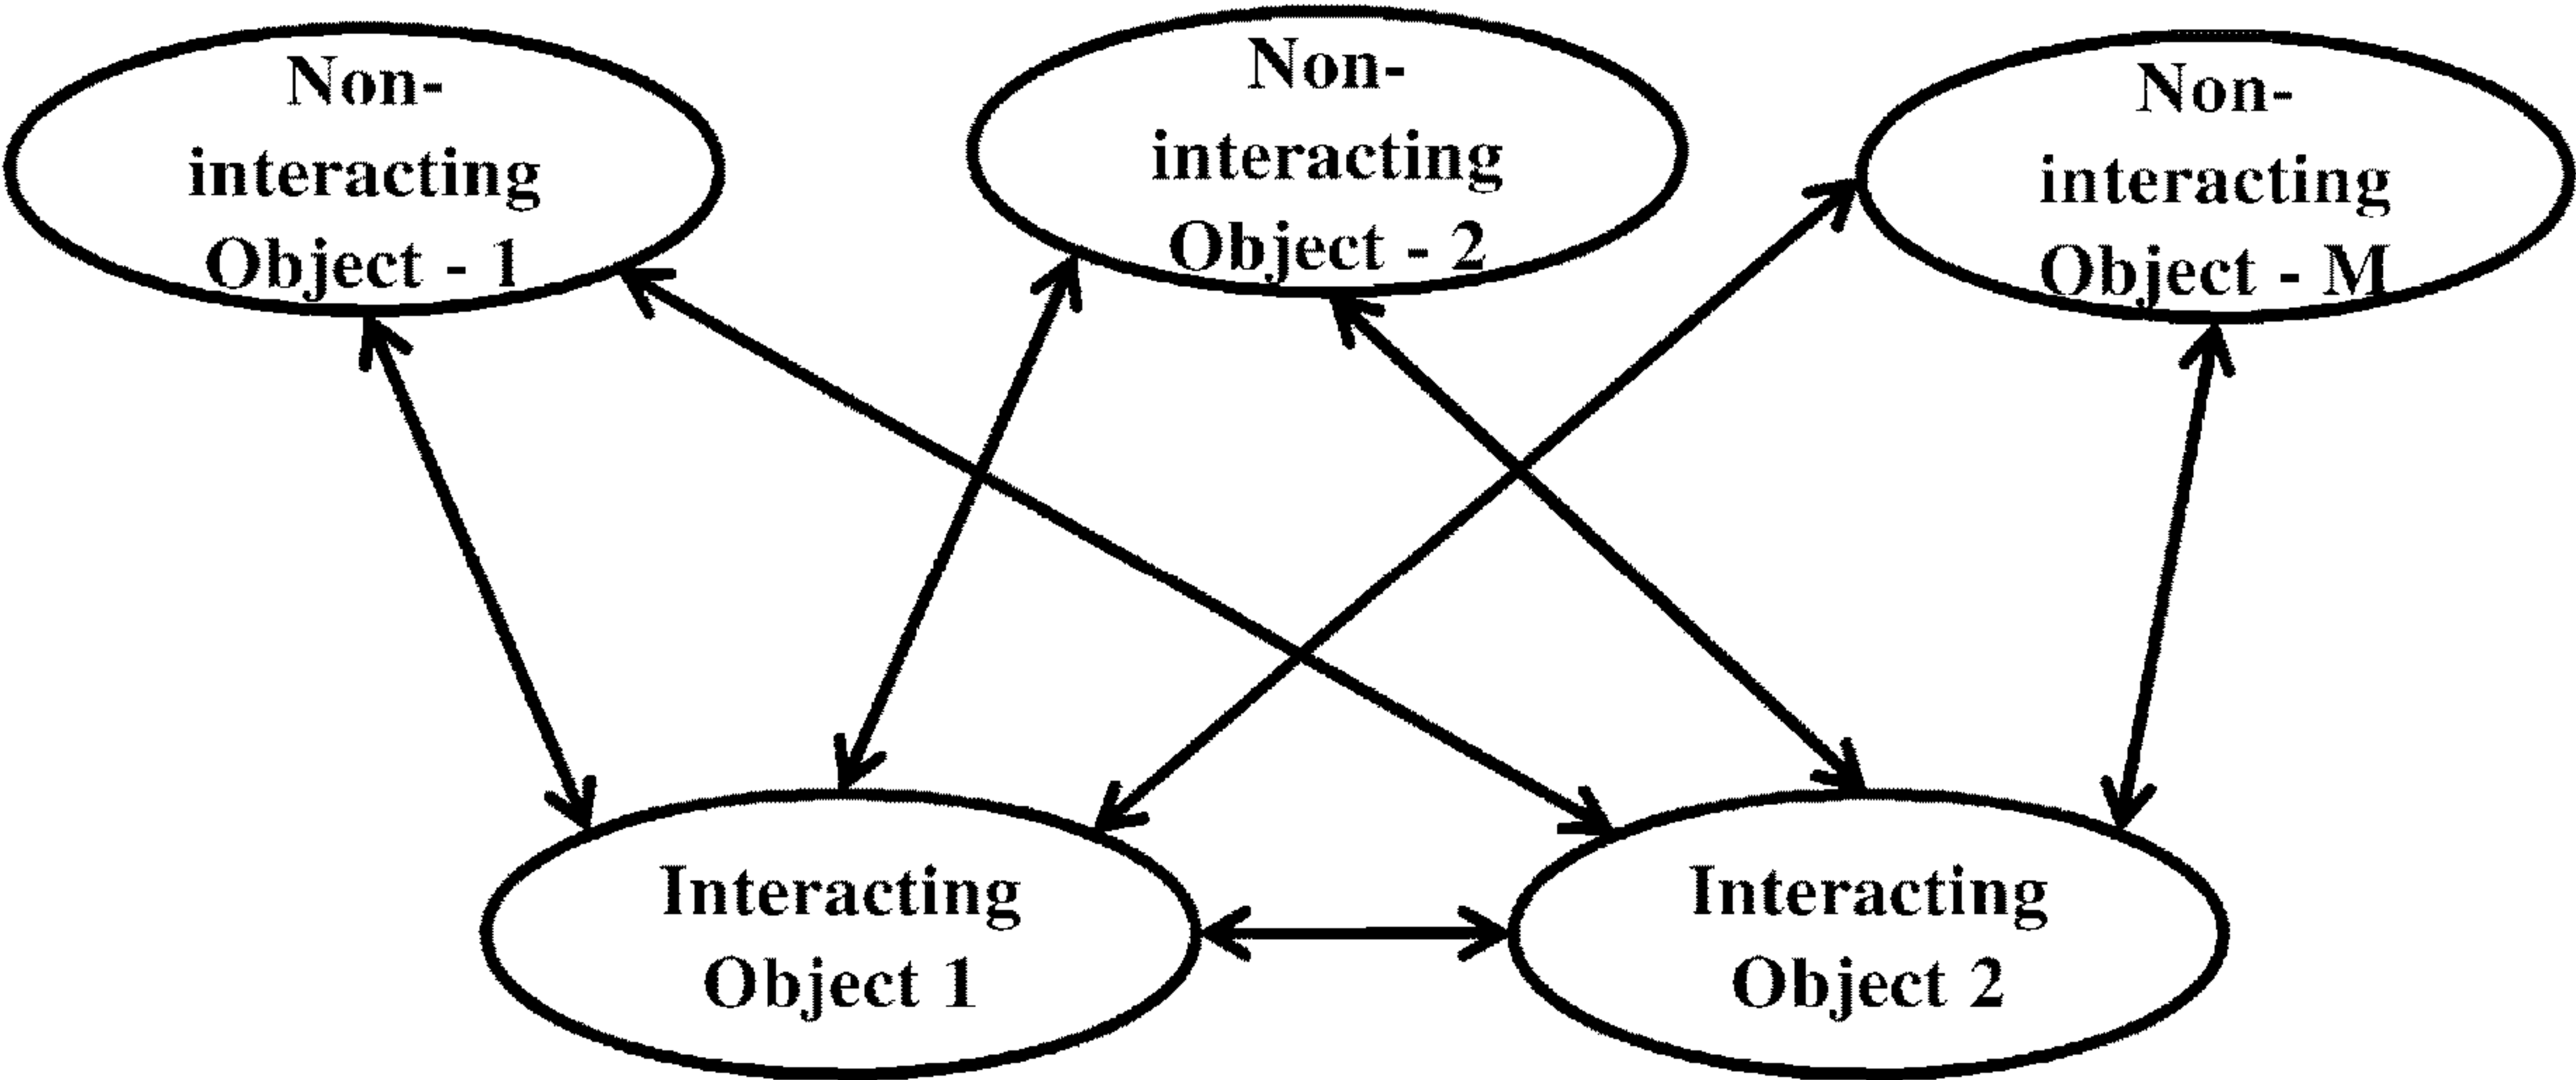 Non-
interacting
Object - 1
Non-
interacting
Object - 2
Non-
interacting
Object - M
Interacting
Object 1
Interacting
Object 2